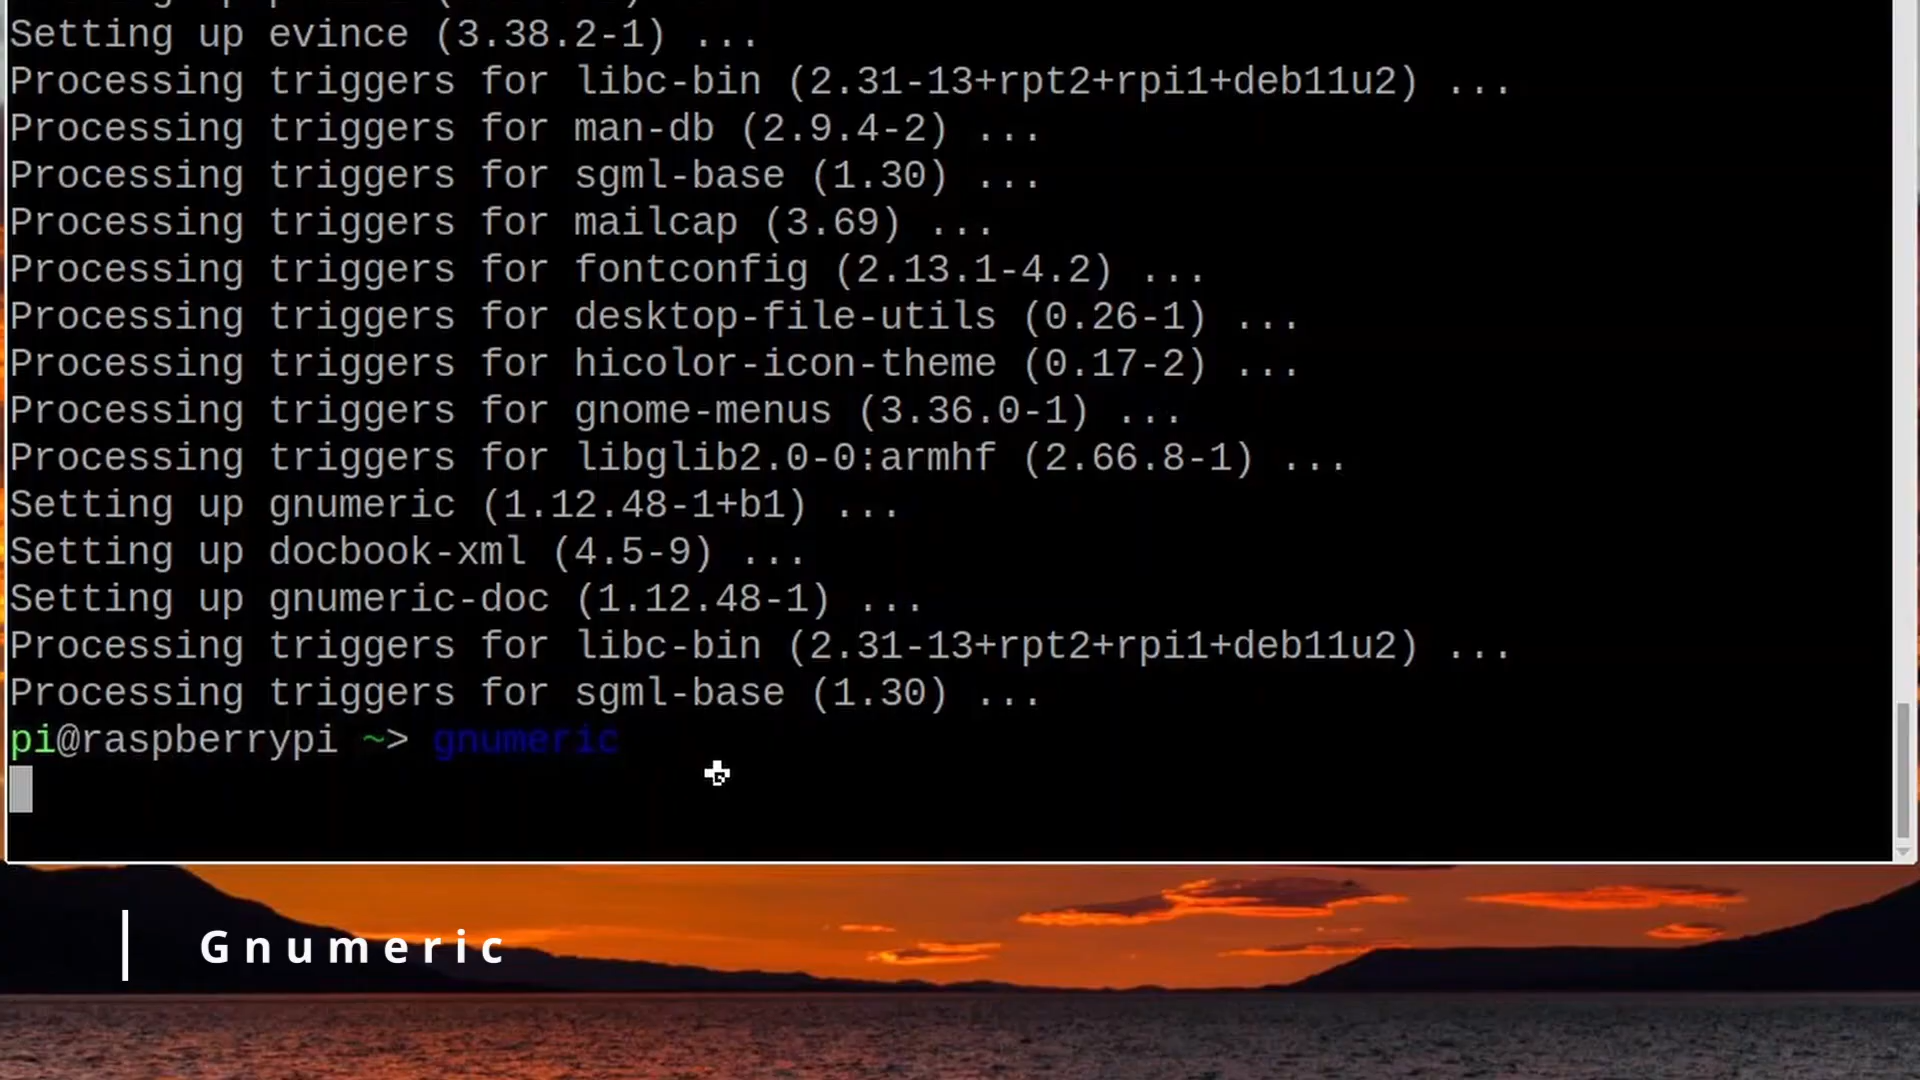 Setting up evince (3.38.2-1) ...
Processing triggers for libc-bin (2.31-13+rpt2+rpi1+deb11u2) ...
Processing triggers for man-db (2.9.4-2) ...
Processing triggers for sgml-base (1.30) ...
Processing triggers for mailcap (3.69) ...
Processing triggers for fontconfig (2.13.1-4.2) ...
Processing triggers for desktop-file-utils (0.26-1) ...
Processing triggers for hicolor-icon-theme (0.17-2) ...
Processing triggers for gnome-menus (3.36.0-1) ...
Processing triggers for libglib2.0-0:armhf (2.66.8-1) ...
Setting up gnumeric (1.12.48-1+b1) ...
Setting up docbook-xml (4.5-9) ...
Setting up gnumeric-doc (1.12.48-1) ...
Processing triggers for libc-bin (2.31-13+rpt2+rpi1+deb11u2) ...
Processing triggers for sgml-base (1.30) ...
pi@raspberrypi ~> gnumeric
Gnumeric